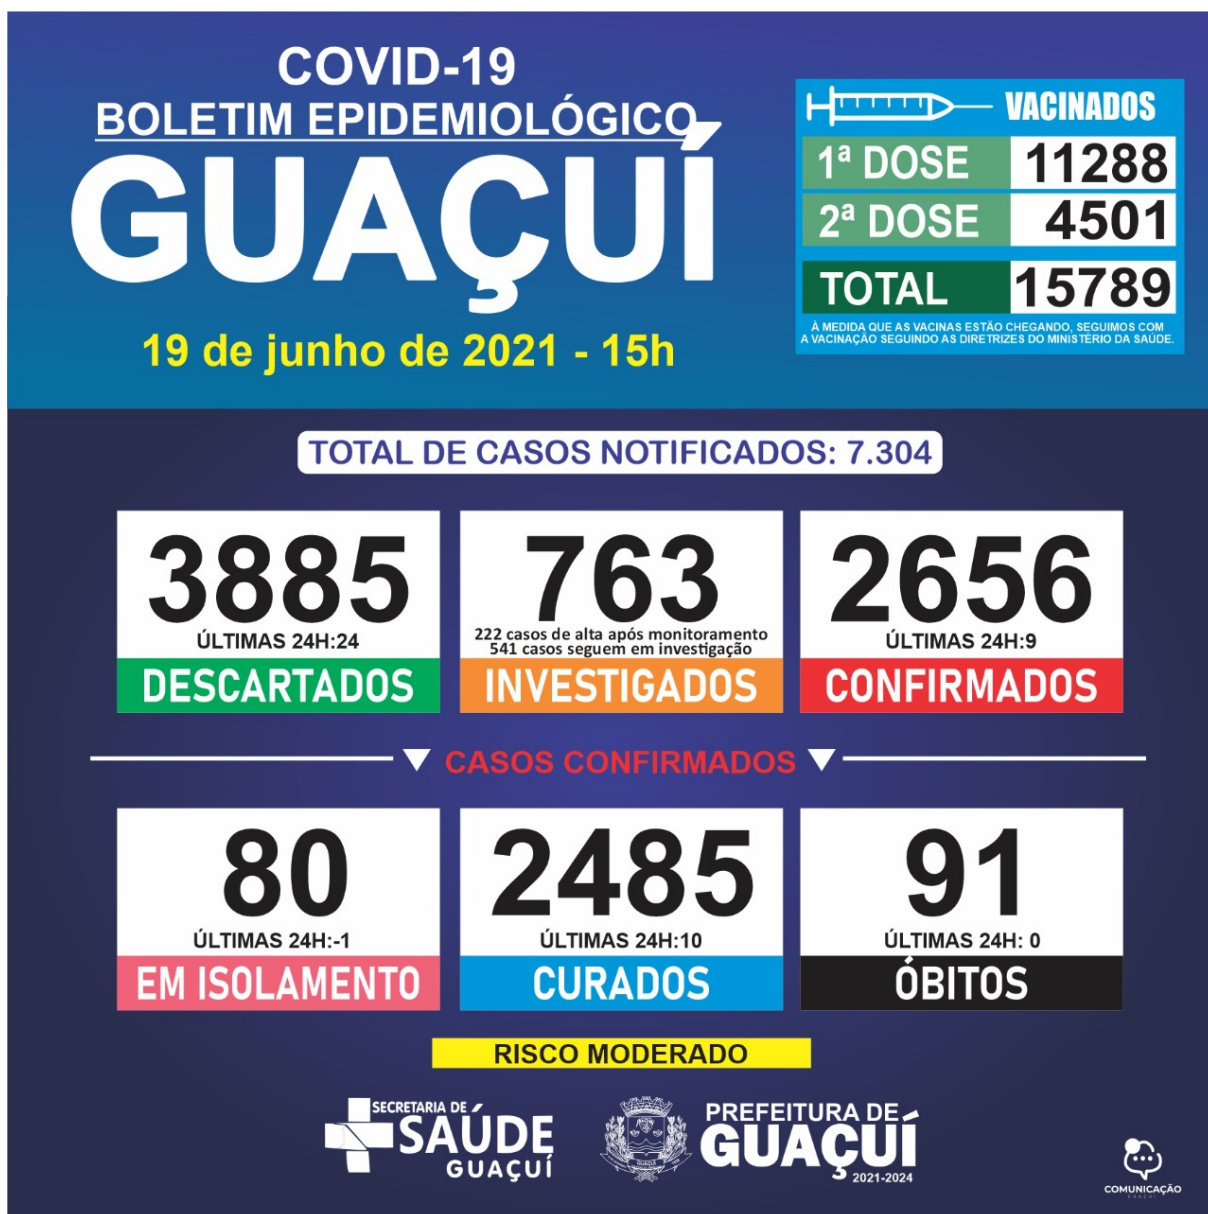 COVID-19
BOLETIM EPIDEMIOLÓGICO
GUAÇUÍ
19 de junho de 2021 - 15h
VACINADOS
1ª DOSE 11288
2ª DOSE 4501
TOTAL 15789
À MEDIDA QUE AS VACINAS ESTÃO CHEGANDO, SEGUIMOS COM
A VACINAÇÃO SEGUINDO AS DIRETRIZES DO MINISTÉRIO DA SAÚDE.
TOTAL DE CASOS NOTIFICADOS: 7.304
3885
ÚLTIMAS 24H:24
DESCARTADOS
763
222 casos de alta após monitoramento
541 casos seguem em investigação
INVESTIGADOS
2656
ÚLTIMAS 24H:9
CONFIRMADOS
CASOS CONFIRMADOS
80
ÚLTIMAS 24H:-1
EM ISOLAMENTO
2485
ÚLTIMAS 24H:10
CURADOS
91
ÚLTIMAS 24H: 0
ÓBITOS
RISCO MODERADO
SECRETARIA DE
SAÚDE
GUAÇUÍ
GUAÇUÍ
PREFEITURA DE
GUAÇUÍ
2021-2024
COMUNICAÇÃO
GUAÇUÍ